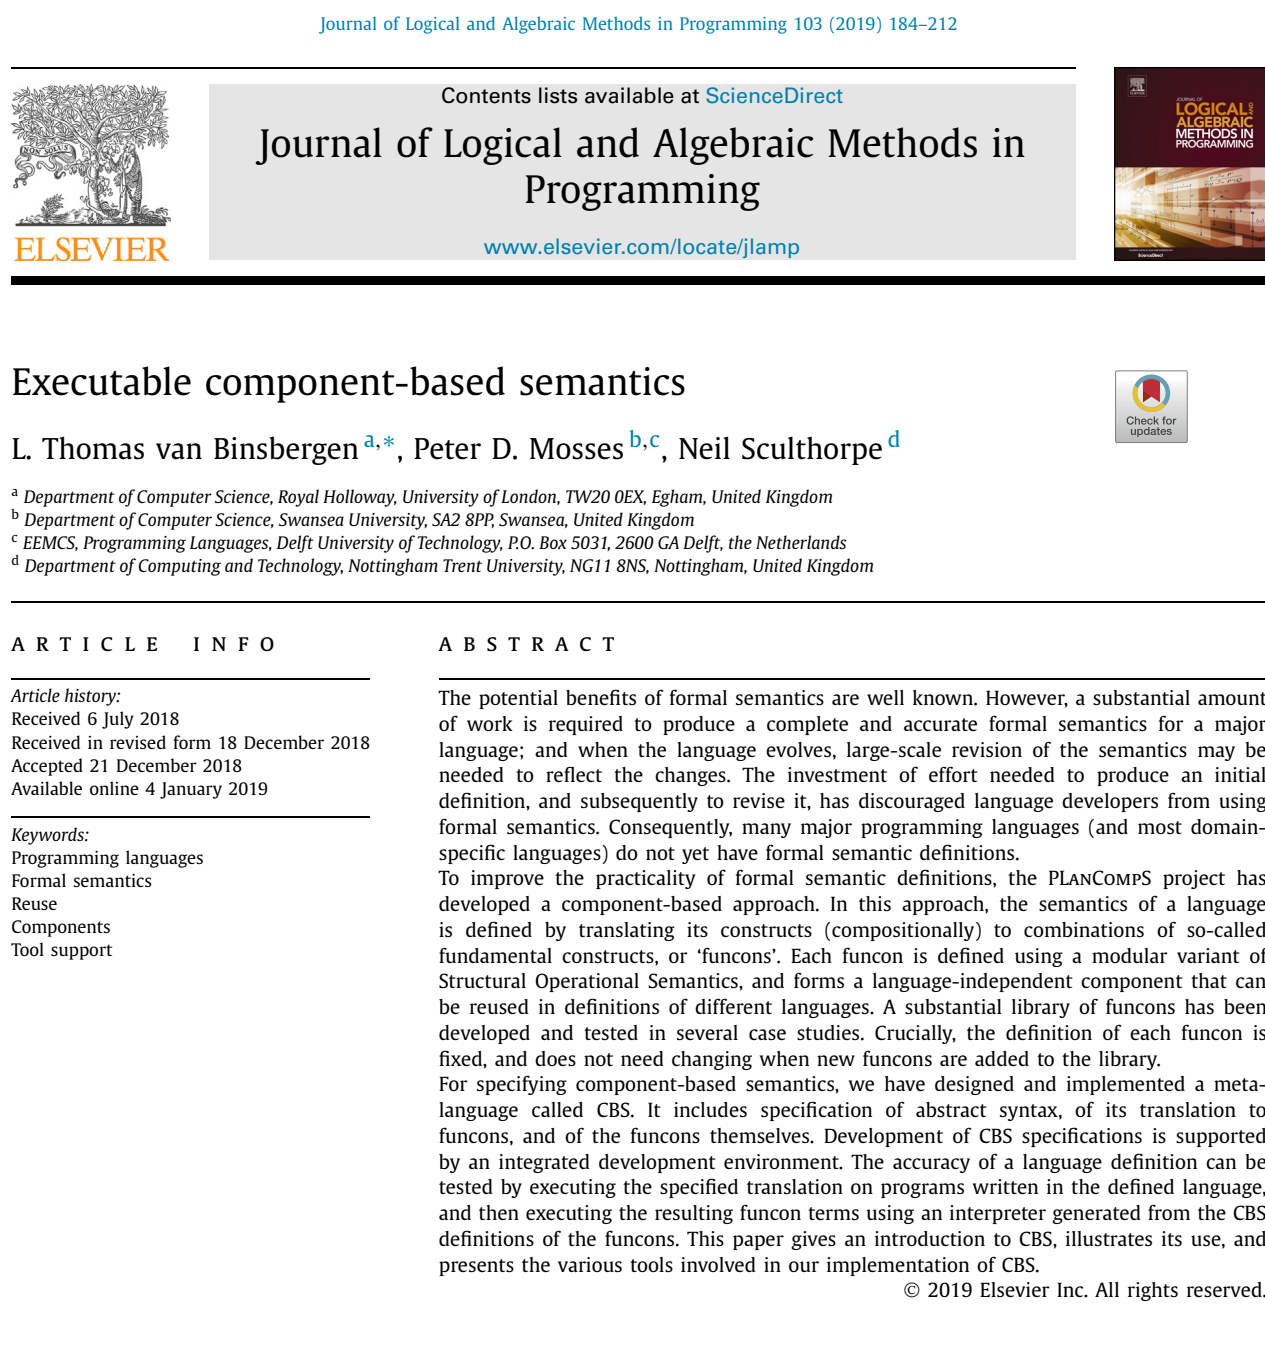 Journal of Logical and Algebraic Methods in Programming 103 (2019) 184–212
Contents lists available at ScienceDirect
Journal of Logical and Algebraic Methods in
Programming
www.elsevier.com/locate/jlamp
NON SOLUS
ELSEVIER
JOURNAL OF
LOGICAL AND
ALGEBRAIC
METHODS IN
PROGRAMMING
ScienceDirect
Executable component-based semantics
Check for
updates
L. Thomas van Binsbergen a,∗, Peter D. Mosses b,c, Neil Sculthorpe d
a Department of Computer Science, Royal Holloway, University of London, TW20 0EX, Egham, United Kingdom
b Department of Computer Science, Swansea University, SA2 8PP, Swansea, United Kingdom
c EEMCS, Programming Languages, Delft University of Technology, P.O. Box 5031, 2600 GA Delft, the Netherlands
d Department of Computing and Technology, Nottingham Trent University, NG11 8NS, Nottingham, United Kingdom
ARTICLE INFO
Article history:
Received 6 July 2018
Received in revised form 18 December 2018
Accepted 21 December 2018
Available online 4 January 2019
Keywords:
Programming languages
Formal semantics
Reuse
Components
Tool support
ABSTRACT
The potential benefits of formal semantics are well known. However, a substantial amount
of work is required to produce a complete and accurate formal semantics for a major
language; and when the language evolves, large-scale revision of the semantics may be
needed to reflect the changes. The investment of effort needed to produce an initial
definition, and subsequently to revise it, has discouraged language developers from using
formal semantics. Consequently, many major programming languages (and most domain-
specific languages) do not yet have formal semantic definitions.
To improve the practicality of formal semantic definitions, the PLANCOMPS project has
developed a component-based approach. In this approach, the semantics of a language
is defined by translating its constructs (compositionally) to combinations of so-called
fundamental constructs, or ‘funcons’. Each funcon is defined using a modular variant of
Structural Operational Semantics, and forms a language-independent component that can
be reused in definitions of different languages. A substantial library of funcons has been
developed and tested in several case studies. Crucially, the definition of each funcon is
fixed, and does not need changing when new funcons are added to the library.
For specifying component-based semantics, we have designed and implemented a meta-
language called CBS. It includes specification of abstract syntax, of its translation to
funcons, and of the funcons themselves. Development of CBS specifications is supported
by an integrated development environment. The accuracy of a language definition can be
tested by executing the specified translation on programs written in the defined language,
and then executing the resulting funcon terms using an interpreter generated from the CBS
definitions of the funcons. This paper gives an introduction to CBS, illustrates its use, and
presents the various tools involved in our implementation of CBS.
© 2019 Elsevier Inc. All rights reserved.